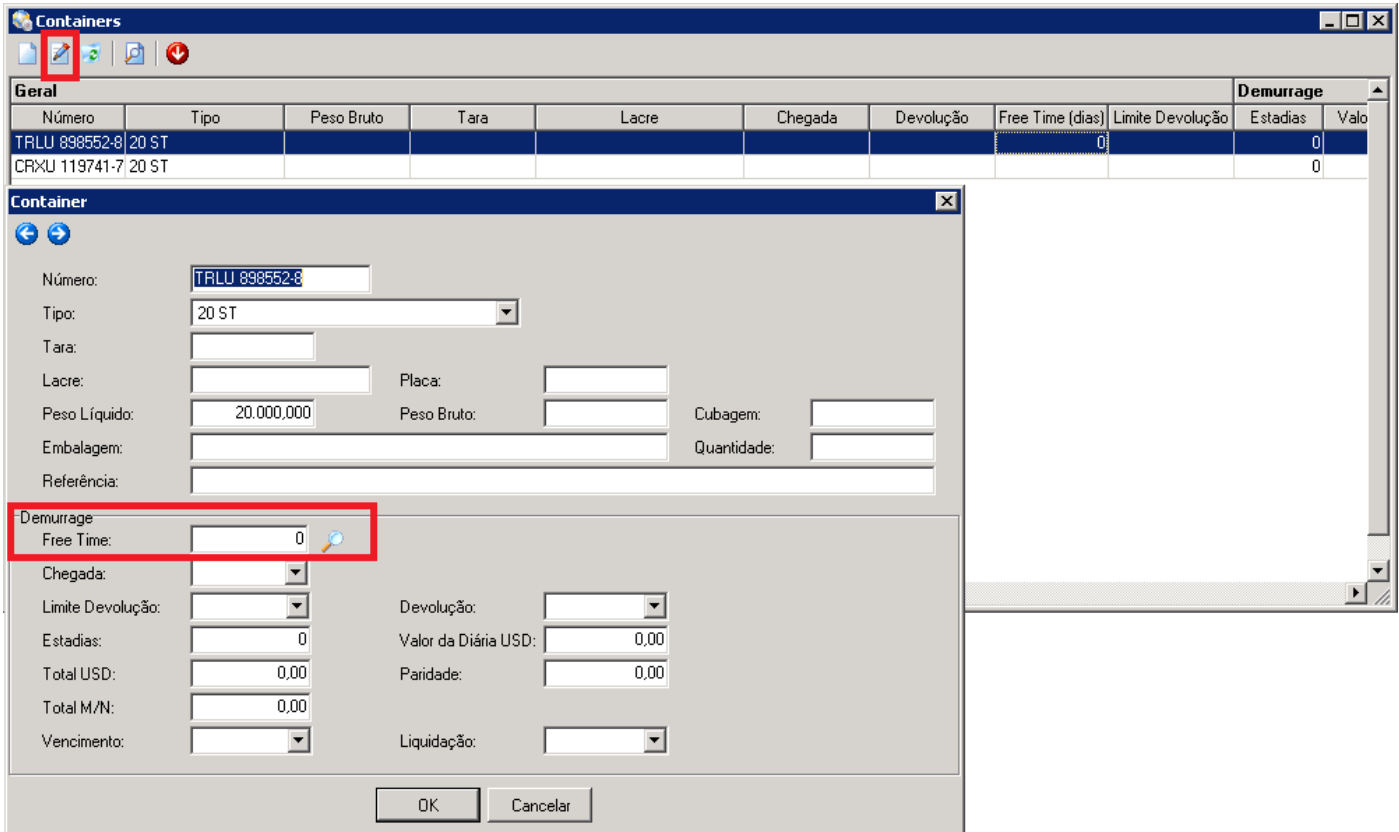 Containers
Geral Demurrage
Número Tipo Peso Bruto Tara Lacre Chegada Devolução Free Time (dias) Limite Devolução Estadias Valo
TRLU 898552-8 20 ST 0 0
CRXU 119741-7 20 ST 0
Container
Número: TRLU 898552-8
Tipo: 20 ST
Tara:
Lacre: Placa:
Peso Líquido: 20.000,000 Peso Bruto: Cubagem:
Embalagem: Quantidade:
Referência:
Demurrage
Free Time: 0
Chegada:
Limite Devolução: Devolução:
Estadias: 0 Valor da Diária USD: 0,00
Total USD: 0,00 Paridade: 0,00
Total M/N: 0,00
Vencimento: Liquidação:
OK Cancelar